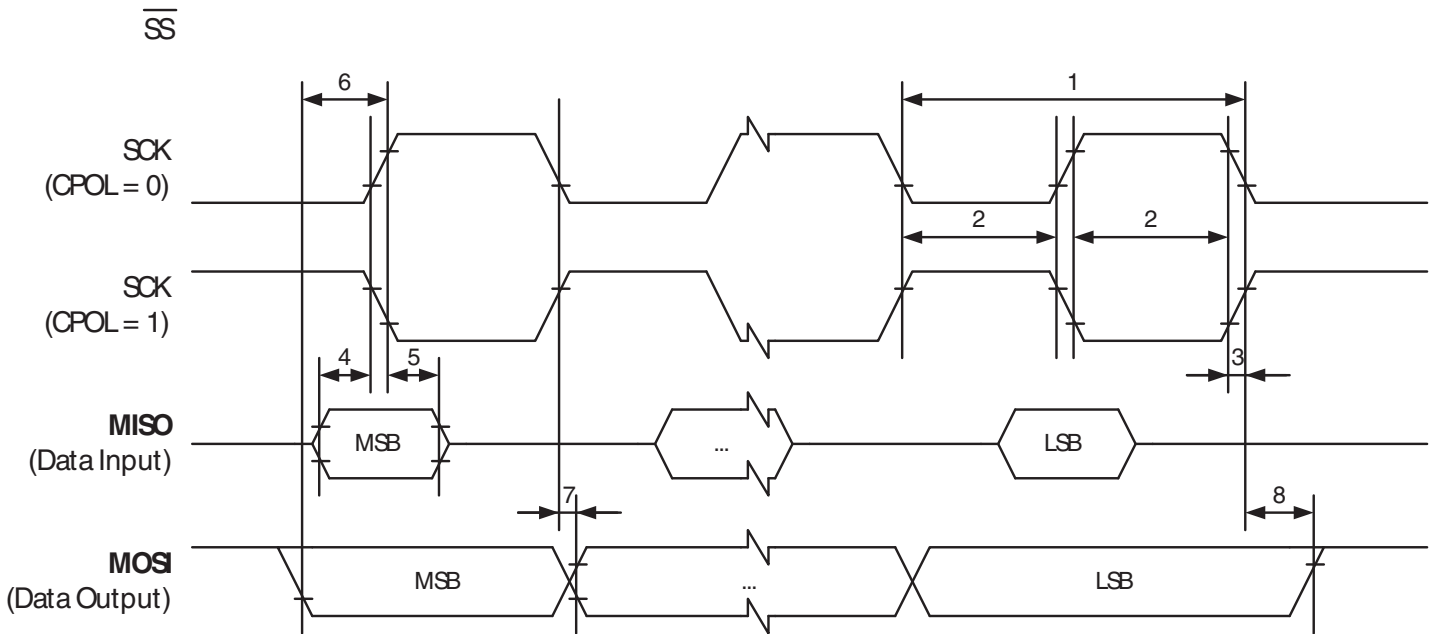 SS
6
1
SCK
(CPOL = 0)
2
2
SCK
(CPOL = 1)
4
5
3
MISO
(Data Input)
MSB
...
LSB
7
8
MOSI
(Data Output)
MSB
...
LSB